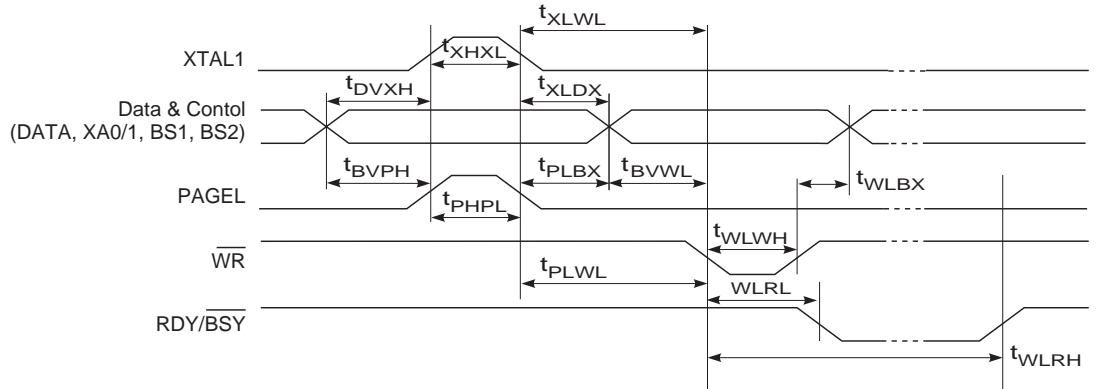 tXLWL
XTAL1
tXHXL
tDVXH
tXLDX
Data & Contol
(DATA, XA0/1, BS1, BS2)
tBVPH
tPLBX
tBVWL
tWLBX
PAGEL
tPHPL
tWLWH
WR
tPLWL
WLRL
RDY/BSY
tWLRH